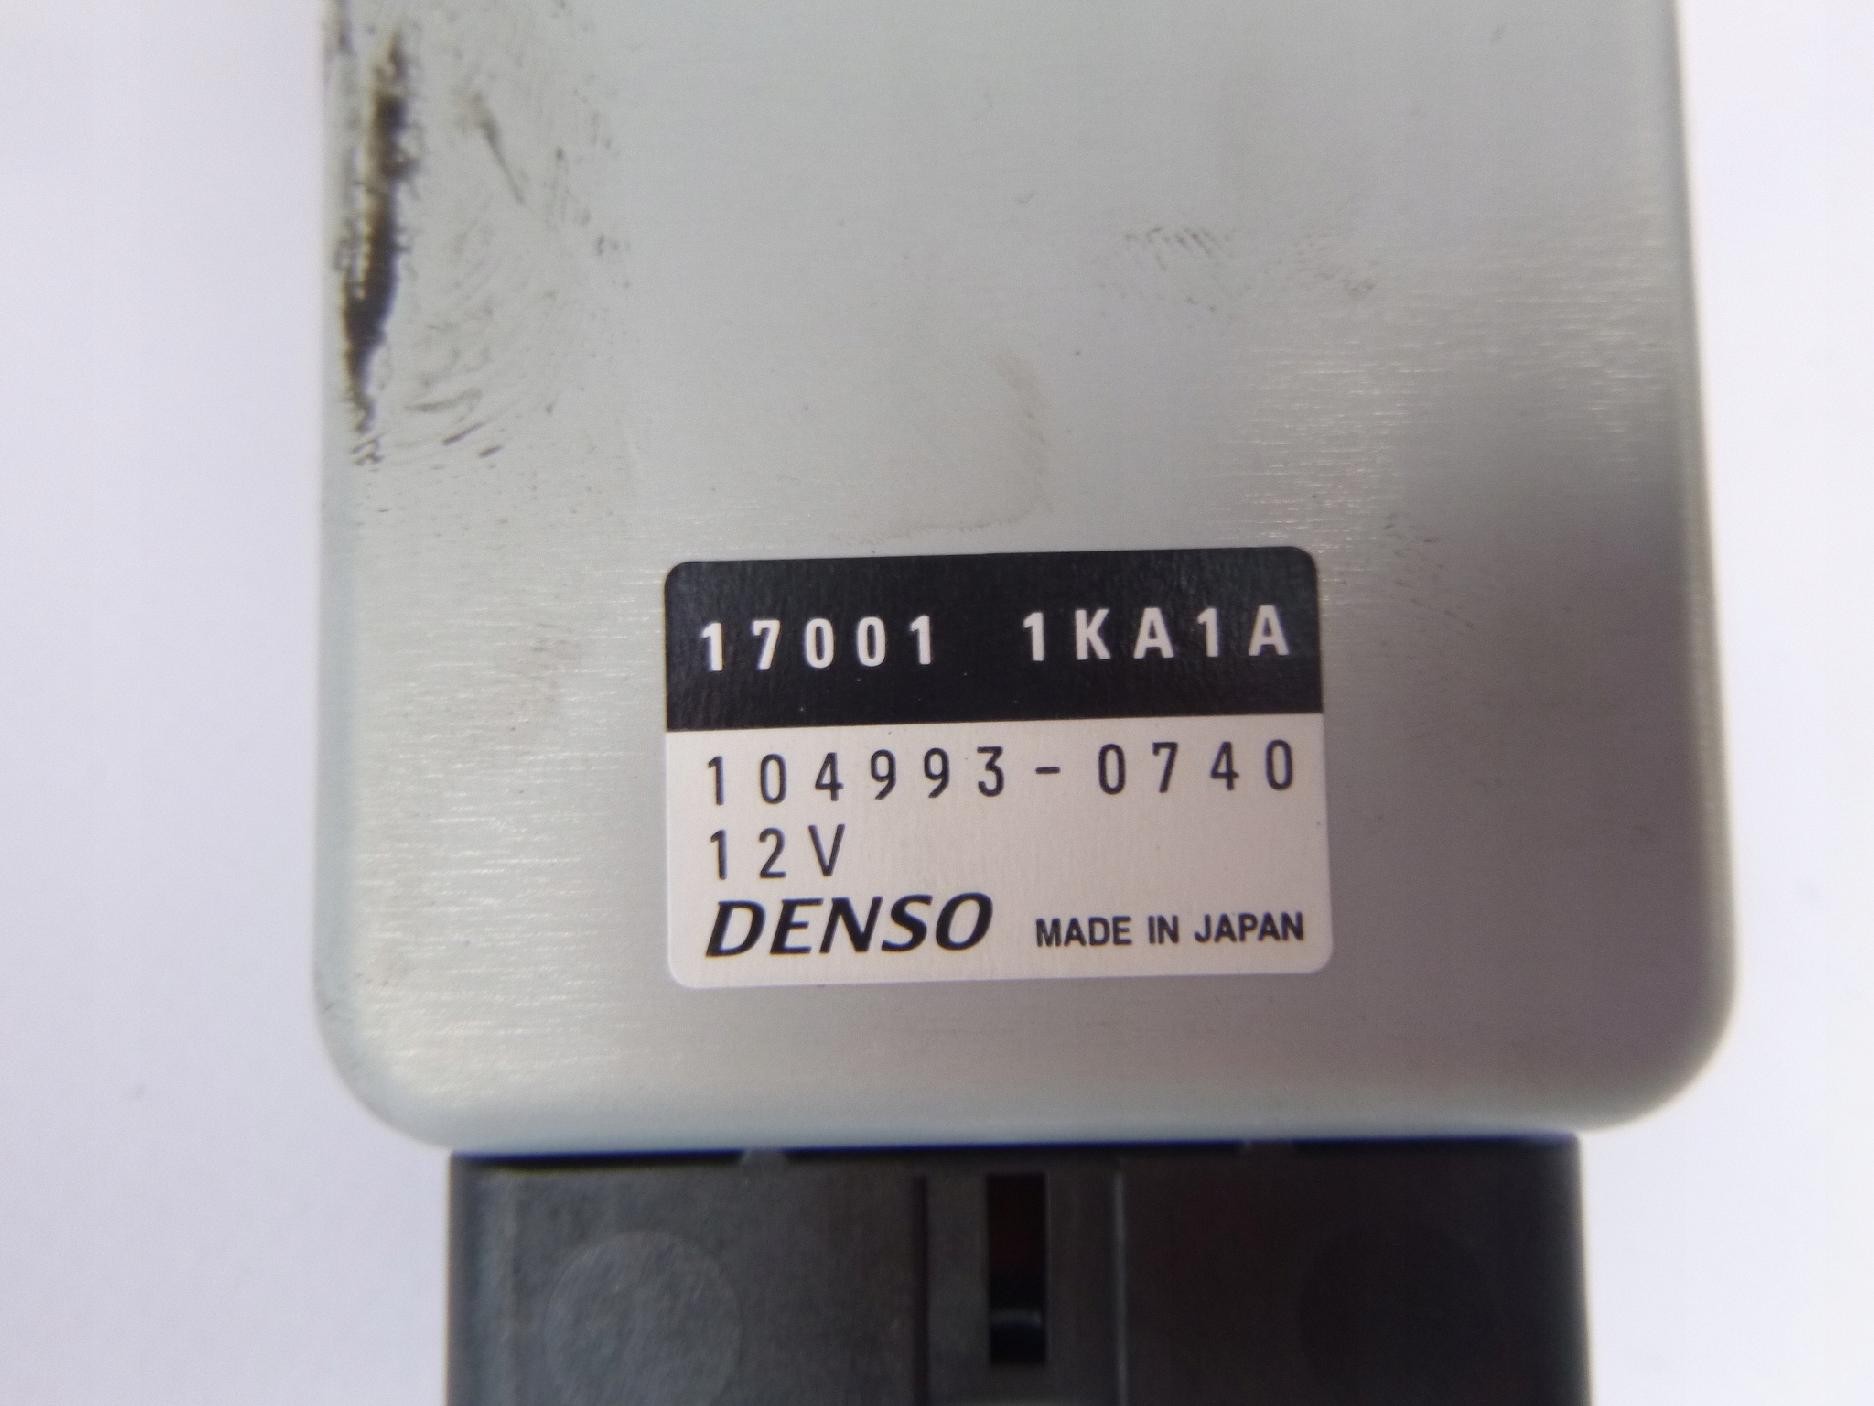 17001 1KA1A
104993-0740
12V
DENSO MADE IN JAPAN